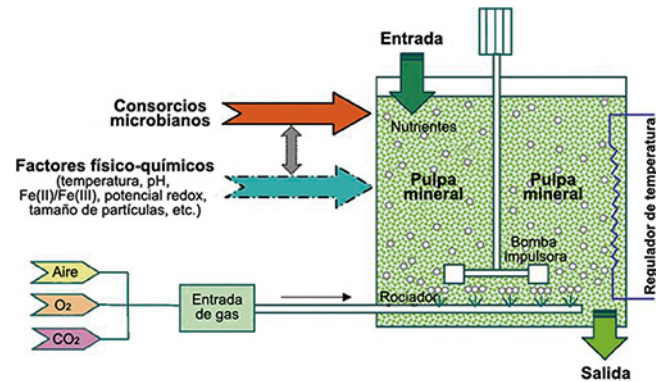 Entrada
Consorcios
microbianos
Nutrientes
Factores físico-químicos
(temperatura, pH,
Fe(II)/Fe(III), potencial redox,
tamaño de partículas, etc.)
Pulpa
mineral
Pulpa
mineral
Regulador de temperatura
Bomba
Impulsora
Aire
O₂
CO₂
Entrada
de gas
Rociador
Salida